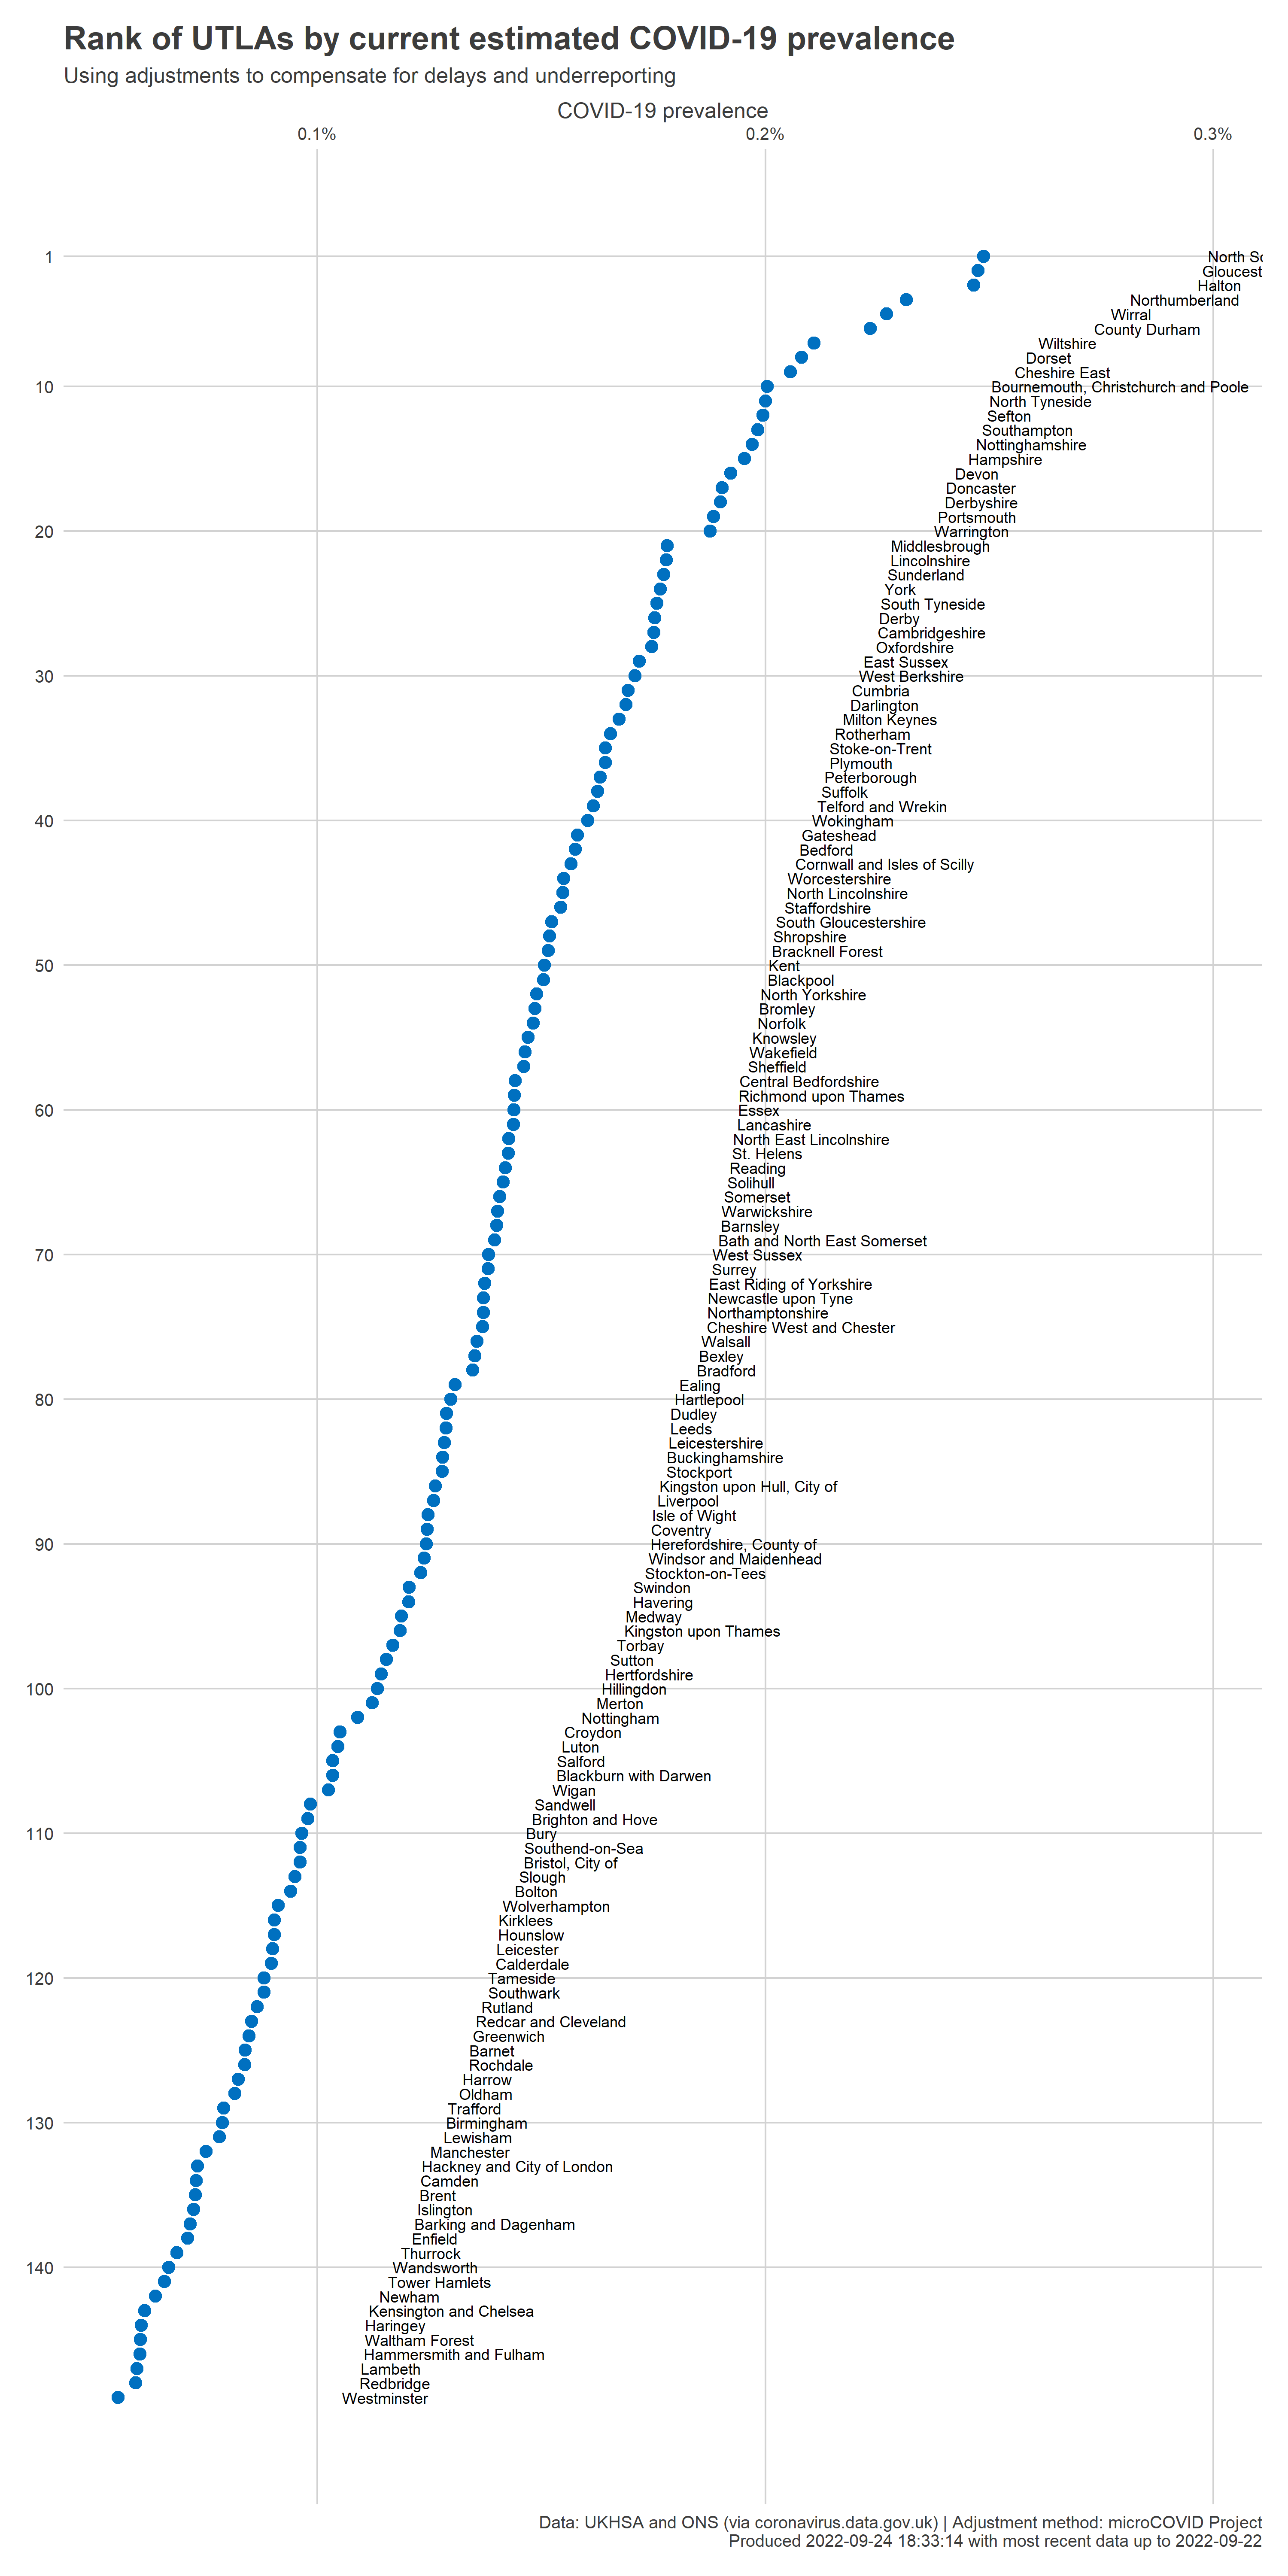 Rank of UTLAs by current estimated COVID-19 prevalence
Using adjustments to compensate for delays and underreporting
COVID-19 prevalence
0.1% 0.2% 0.3%
1 North
Halton
Northumberland
Wirral
County Durham
Wiltshire
Dorset
Cheshire East
10 Bournemouth, Christchurch and Poole
North Tyneside
Sefton
Southampton
Nottinghamshire
Hampshire
Devon
Doncaster
Derbyshire
Portsmouth
20 Warrington
Middlesbrough
Lincolnshire
Sunderland
York
South Tyneside
Derby
Cambridgeshire
Oxfordshire
East Sussex
30 West Berkshire
Cumbria
Darlington
Milton Keynes
Rotherham
Stoke-on-Trent
Plymouth
Peterborough
Suffolk
Telford and Wrekin
40 Wokingham
Gateshead
Bedford
Cornwall and Isles of Scilly
Worcestershire
North Lincolnshire
Staffordshire
South Gloucestershire
Shropshire
Bracknell Forest
50 Kent
Blackpool
North Yorkshire
Bromley
Norfolk
Knowsley
Wakefield
Sheffield
Central Bedfordshire
Richmond upon Thames
60 Essex
Lancashire
North East Lincolnshire
St. Helens
Reading
Solihull
Somerset
Warwickshire
Barnsley
Bath and North East Somerset
70 West Sussex
Surrey
East Riding of Yorkshire
Newcastle upon Tyne
Northamptonshire
Cheshire West and Chester
Walsall
Bexley
Bradford
Ealing
80 Hartlepool
Dudley
Leeds
Leicestershire
Buckinghamshire
Stockport
Kingston upon Hull, City of
Liverpool
Isle of Wight
Coventry
90 Herefordshire, County of
Windsor and Maidenhead
Stockton-on-Tees
Swindon
Havering
Medway
Kingston upon Thames
Torbay
Sutton
Hertfordshire
100 Hillingdon
Merton
Nottingham
Croydon
Luton
Salford
Blackburn with Darwen
Wigan
Sandwell
Brighton and Hove
110 Bury
Southend-on-Sea
Bristol, City of
Slough
Bolton
Wolverhampton
Kirklees
Hounslow
Leicester
Calderdale
120 Tameside
Southwark
Rutland
Redcar and Cleveland
Greenwich
Barnet
Rochdale
Harrow
Oldham
Trafford
130 Birmingham
Lewisham
Manchester
Hackney and City of London
Camden
Brent
Islington
Barking and Dagenham
Enfield
Thurrock
140 Wandsworth
Tower Hamlets
Newham
Kensington and Chelsea
Haringey
Waltham Forest
Hammersmith and Fulham
Lambeth
Redbridge
Westminster
Data: UKHSA and ONS (via coronavirus.data.gov.uk) | Adjustment method: microCOVID Project
Produced 2022-09-24 18:33:14 with most recent data up to 2022-09-22